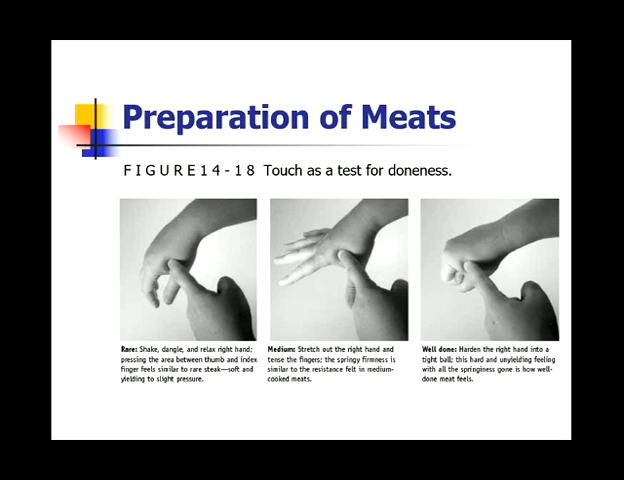 Preparation of Meats
FIGURE14-18 Touch as a test for doneness.
Rare: Shake, dangle, and relax right hand;
pressing the area between thumb and index
finger feels similar to rare steak—soft and
yielding to slight pressure.
Medium: Stretch out the right hand and
tense the fingers; the springy firmness is
similar to the resistance felt in medium-
cooked meats.
Well done: Harden the right hand into a
tight ball; this hard and unyielding feeling
with all the springiness gone is how well-
done meat feels.